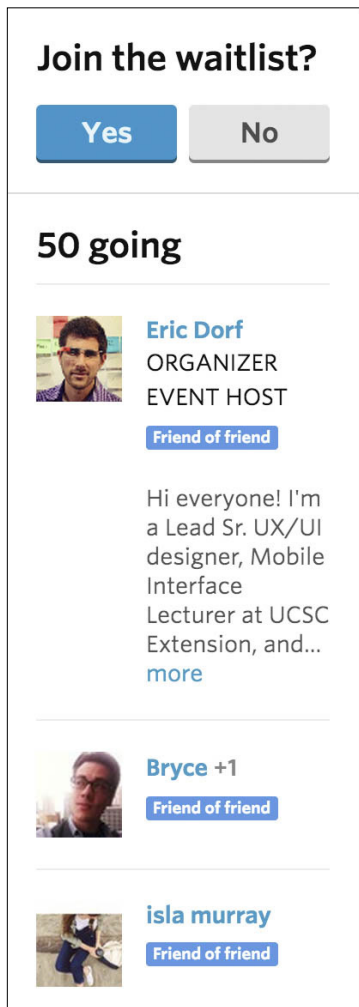 Join the waitlist?
Yes
No
50 going
Eric Dorf
ORGANIZER
EVENT HOST
Friend of friend
Hi everyone! I'm
a Lead Sr. UX/UI
designer, Mobile
Interface
Lecturer at UCSC
Extension, and...
more
Bryce +1
Friend of friend
isla murray
Friend of friend